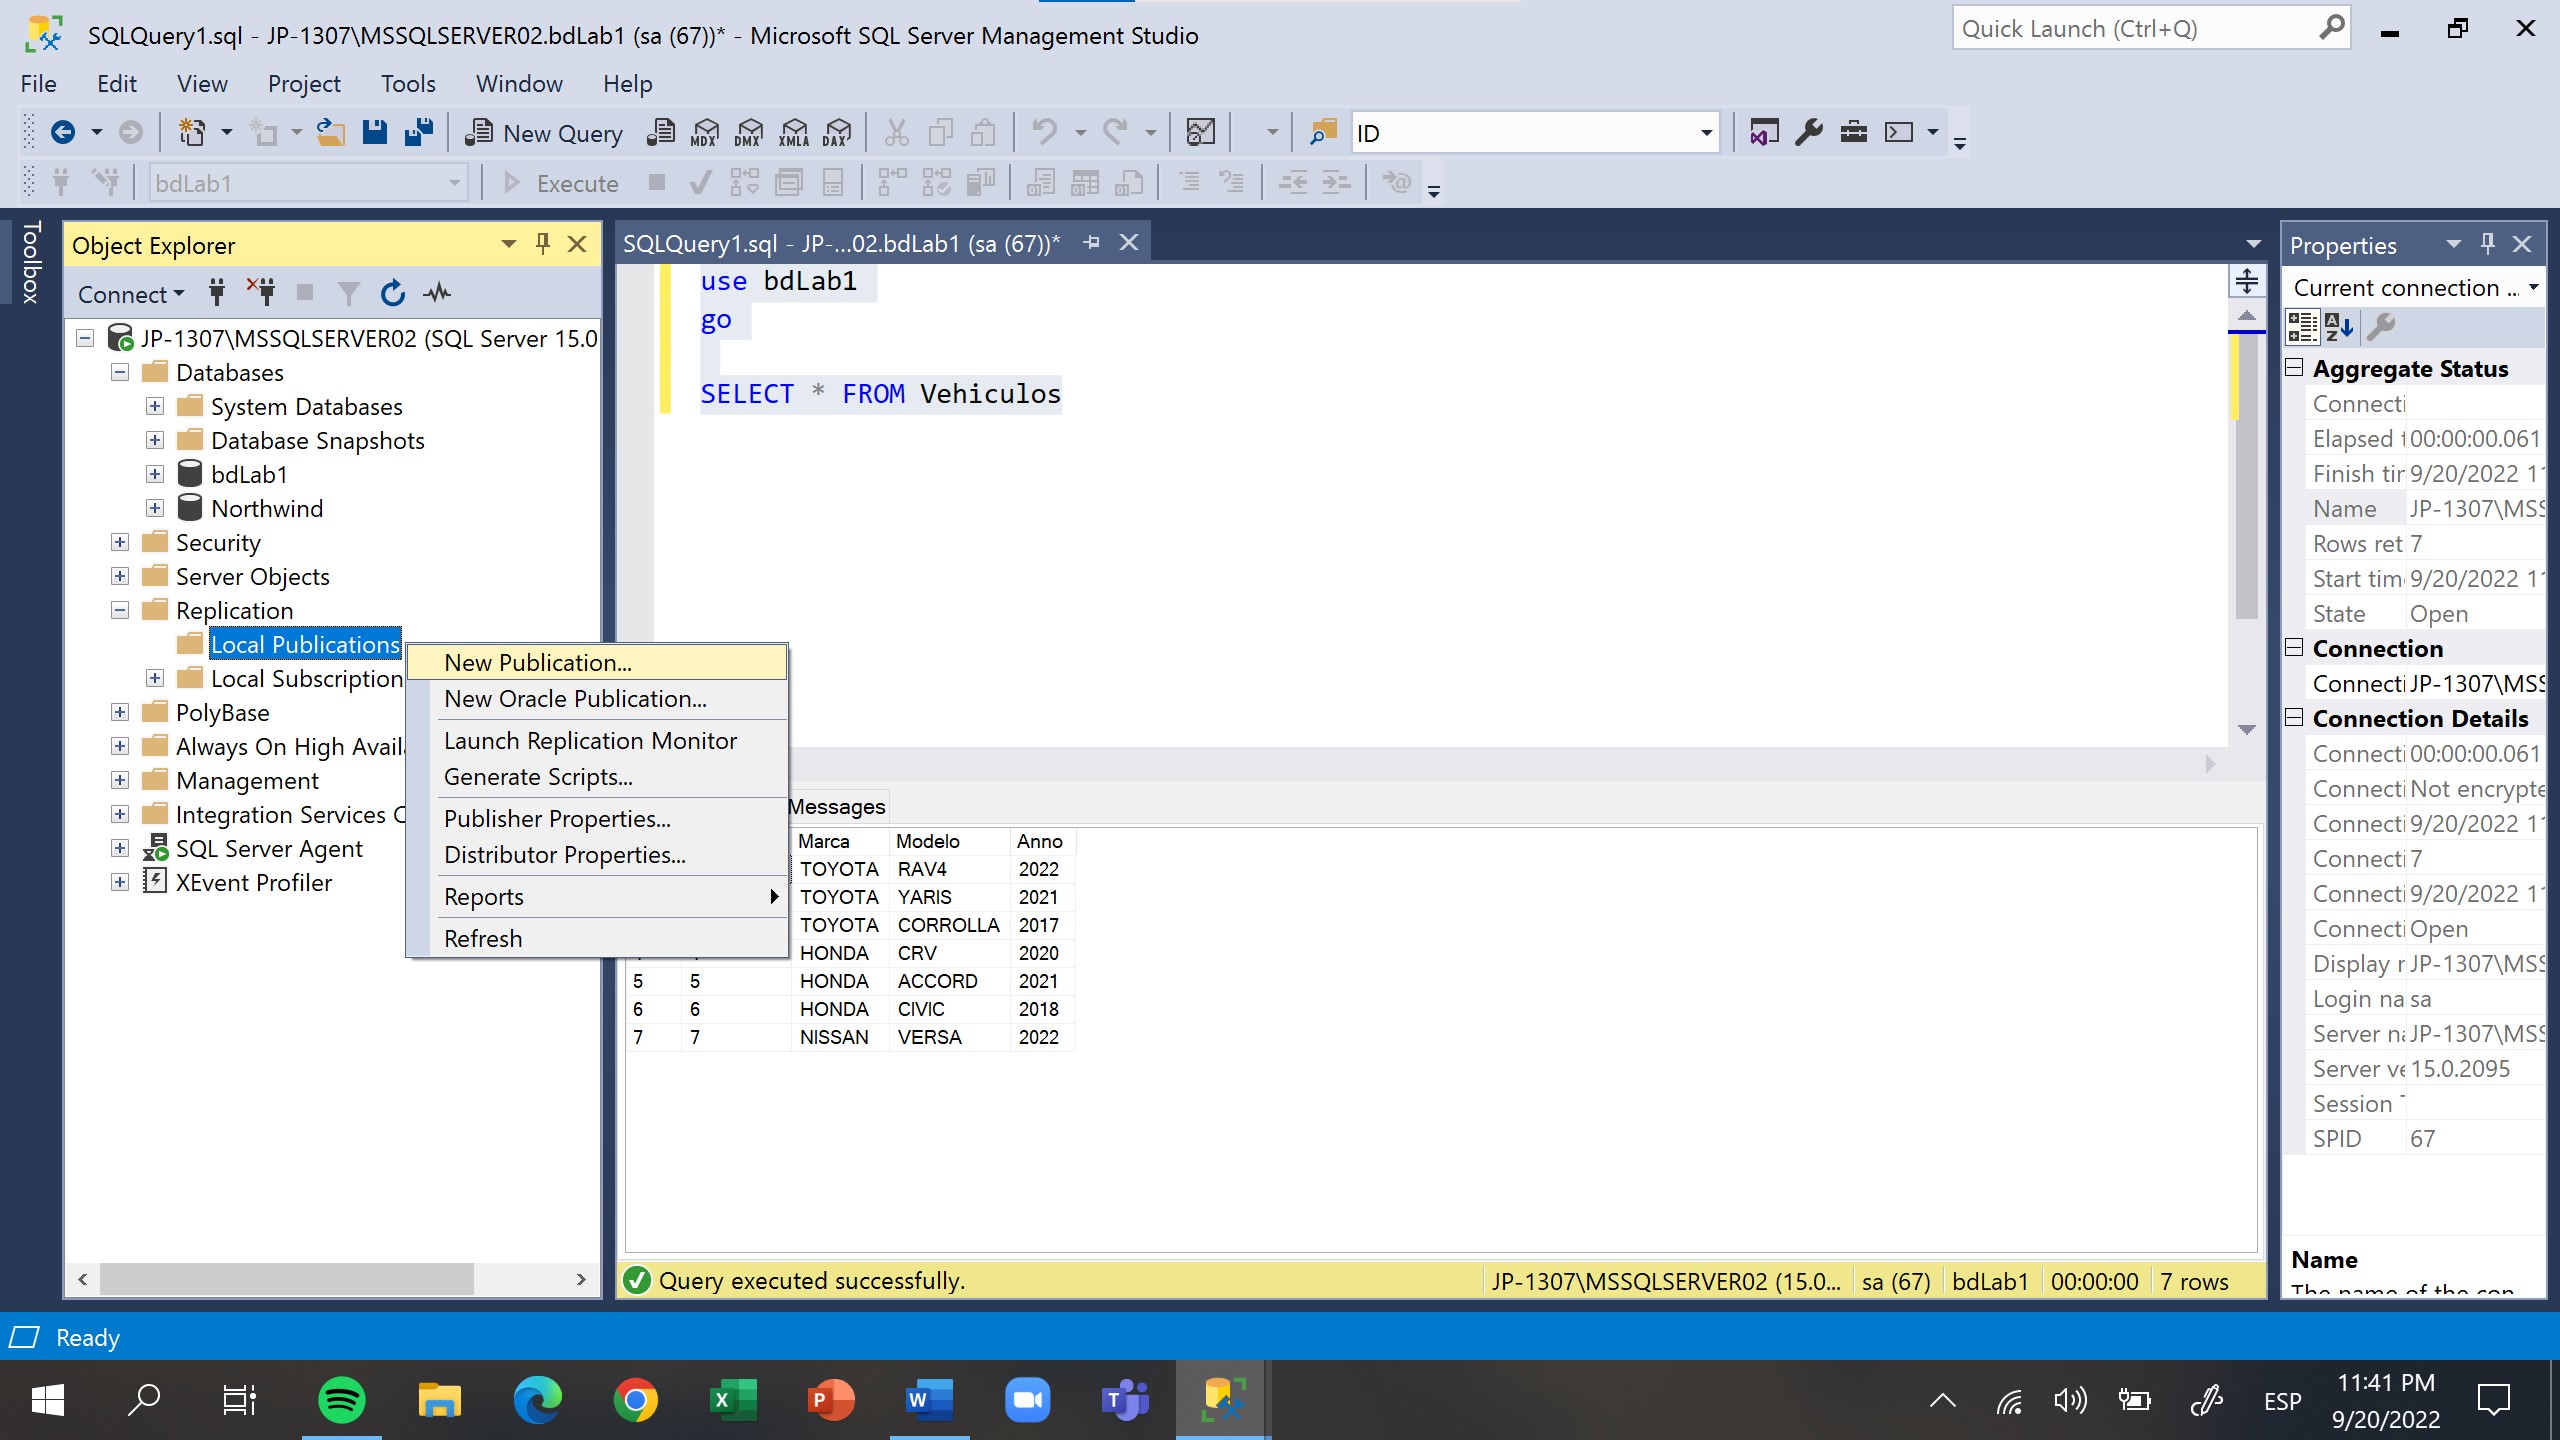 SQLQuery1.sql - JP-1307\MSSQLSERVER02.bdLab1 (sa (67))* - Microsoft SQL Server Management Studio
Quick Launch (Ctrl+Q)
File Edit View Project Tools Window Help
New Query MDX DMX XMLA DAX ID
bdLab1 Execute
Toolbox
Object Explorer
Connect
JP-1307\MSSQLSERVER02 (SQL Server 15.0
Databases
System Databases
Database Snapshots
bdLab1
Northwind
Security
Server Objects
Replication
Local Publications
Local Subscription
PolyBase
Always On High Avail
Management
Integration Services C
SQL Server Agent
XEvent Profiler
New Publication...
New Oracle Publication...
Launch Replication Monitor
Generate Scripts...
Publisher Properties...
Distributor Properties...
Reports
Refresh
SQLQuery1.sql - JP-...02.bdLab1 (sa (67))*
use bdLab1
go
SELECT * FROM Vehiculos
Messages
Marca Modelo Anno
TOYOTA RAV4 2022
TOYOTA YARIS 2021
TOYOTA CORROLLA 2017
HONDA CRV 2020
5 5 HONDA ACCORD 2021
6 6 HONDA CIVIC 2018
7 7 NISSAN VERSA 2022
Query executed successfully. JP-1307\MSSQLSERVER02 (15.0... sa (67) bdLab1 00:00:00 7 rows
Properties
Current connection ...
Aggregate Status
Connecti
Elapsed t 00:00:00.061
Finish tir 9/20/2022 11
Name JP-1307\MSS
Rows ret 7
Start tim 9/20/2022 11
State Open
Connection
Connecti JP-1307\MSS
Connection Details
Connecti 00:00:00.061
Connecti Not encrypte
Connecti 9/20/2022 11
Connecti 7
Connecti 9/20/2022 11
Connecti Open
Display r JP-1307\MSS
Login na sa
Server na JP-1307\MSS
Server ve 15.0.2095
Session
SPID 67
Name
The name of the con
Ready
ESP
11:41 PM
9/20/2022